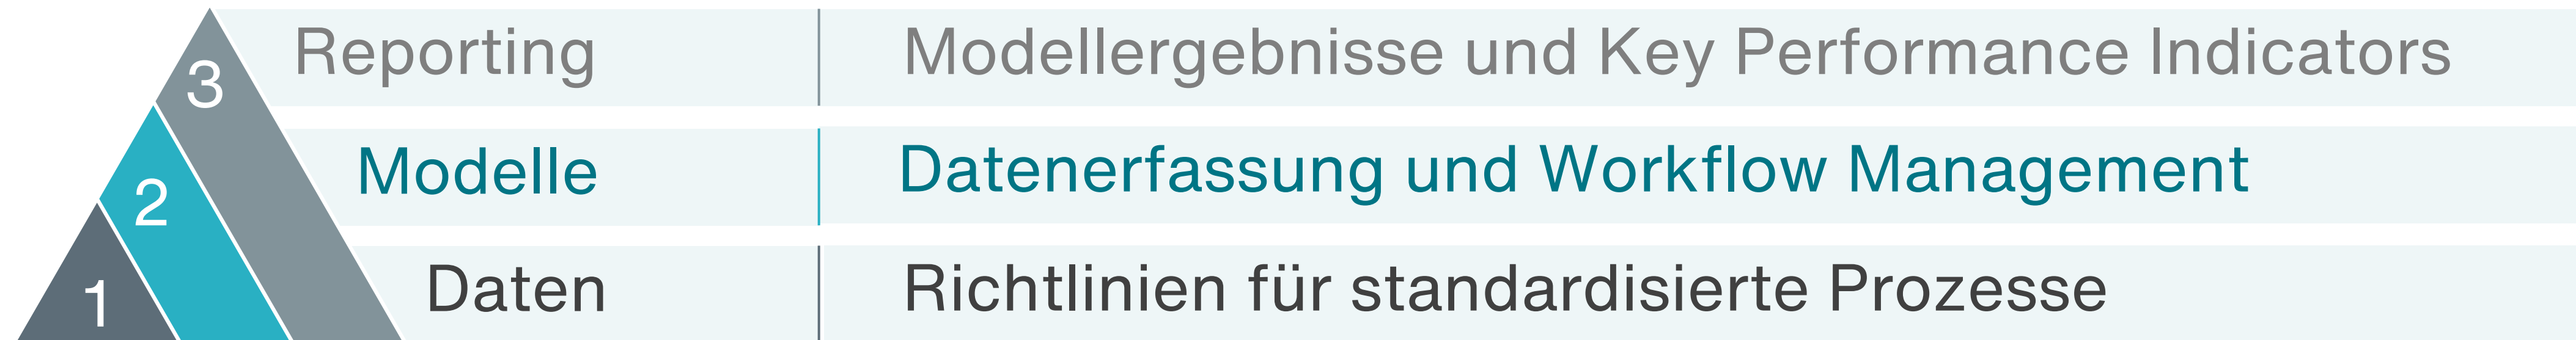 3 Reporting Modellergebnisse und Key Performance Indicators
2 Modelle Datenerfassung und Workflow Management
1 Daten Richtlinien für standardisierte Prozesse